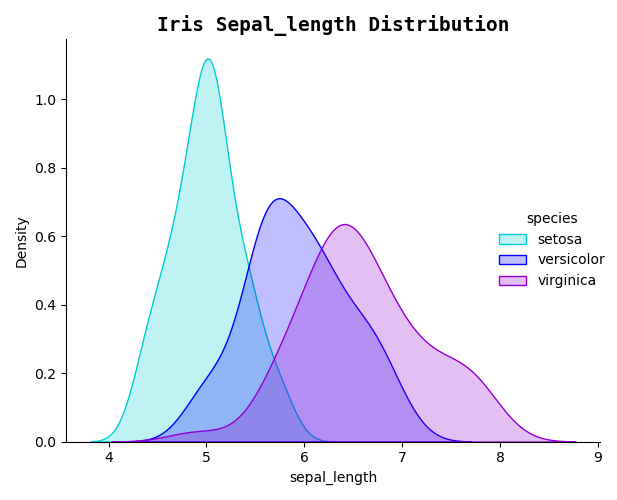 Iris Sepal_length Distribution
1.0
0.8
0.6
0.4
0.2
0.0
Density
species
setosa
versicolor
virginica
4 5 6 7 8 9
sepal_length